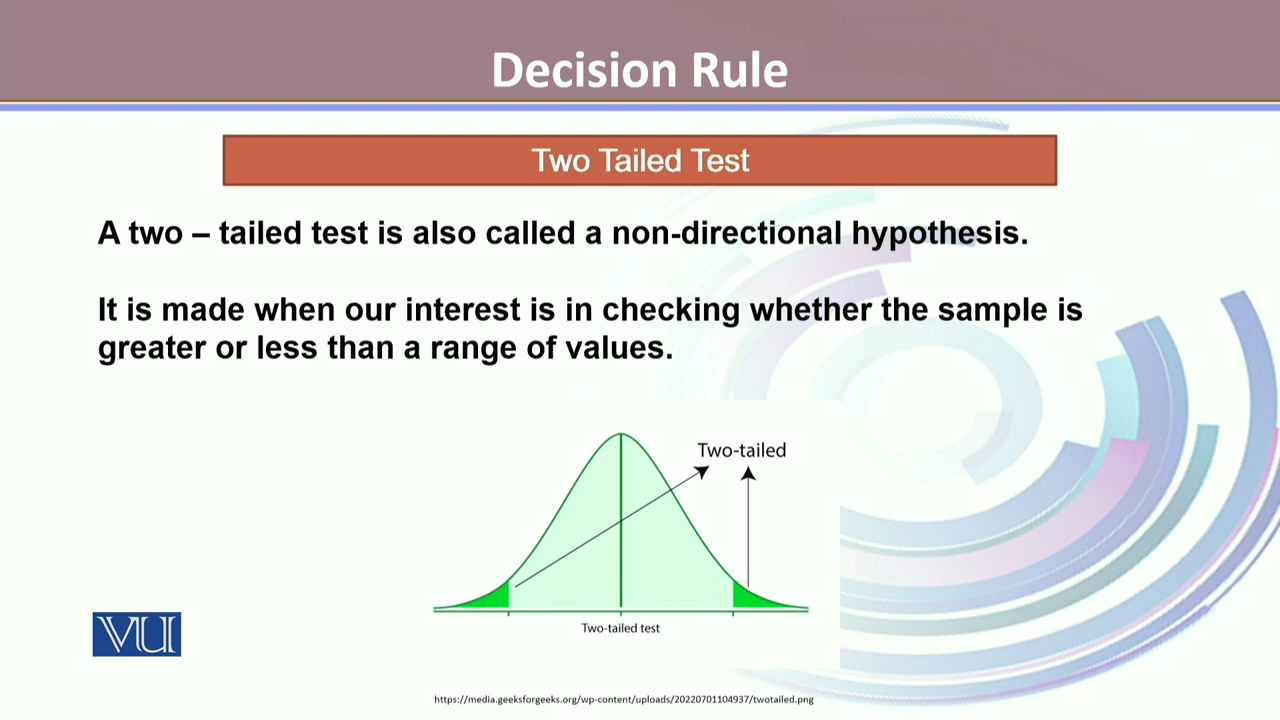 Decision Rule
Two Tailed Test
A two – tailed test is also called a non-directional hypothesis.
It is made when our interest is in checking whether the sample is
greater or less than a range of values.
Two-tailed
Two-tailed test
VU
https://media.geeksforgeeks.org/wp-content/uploads/20220701104937/twotailed.png